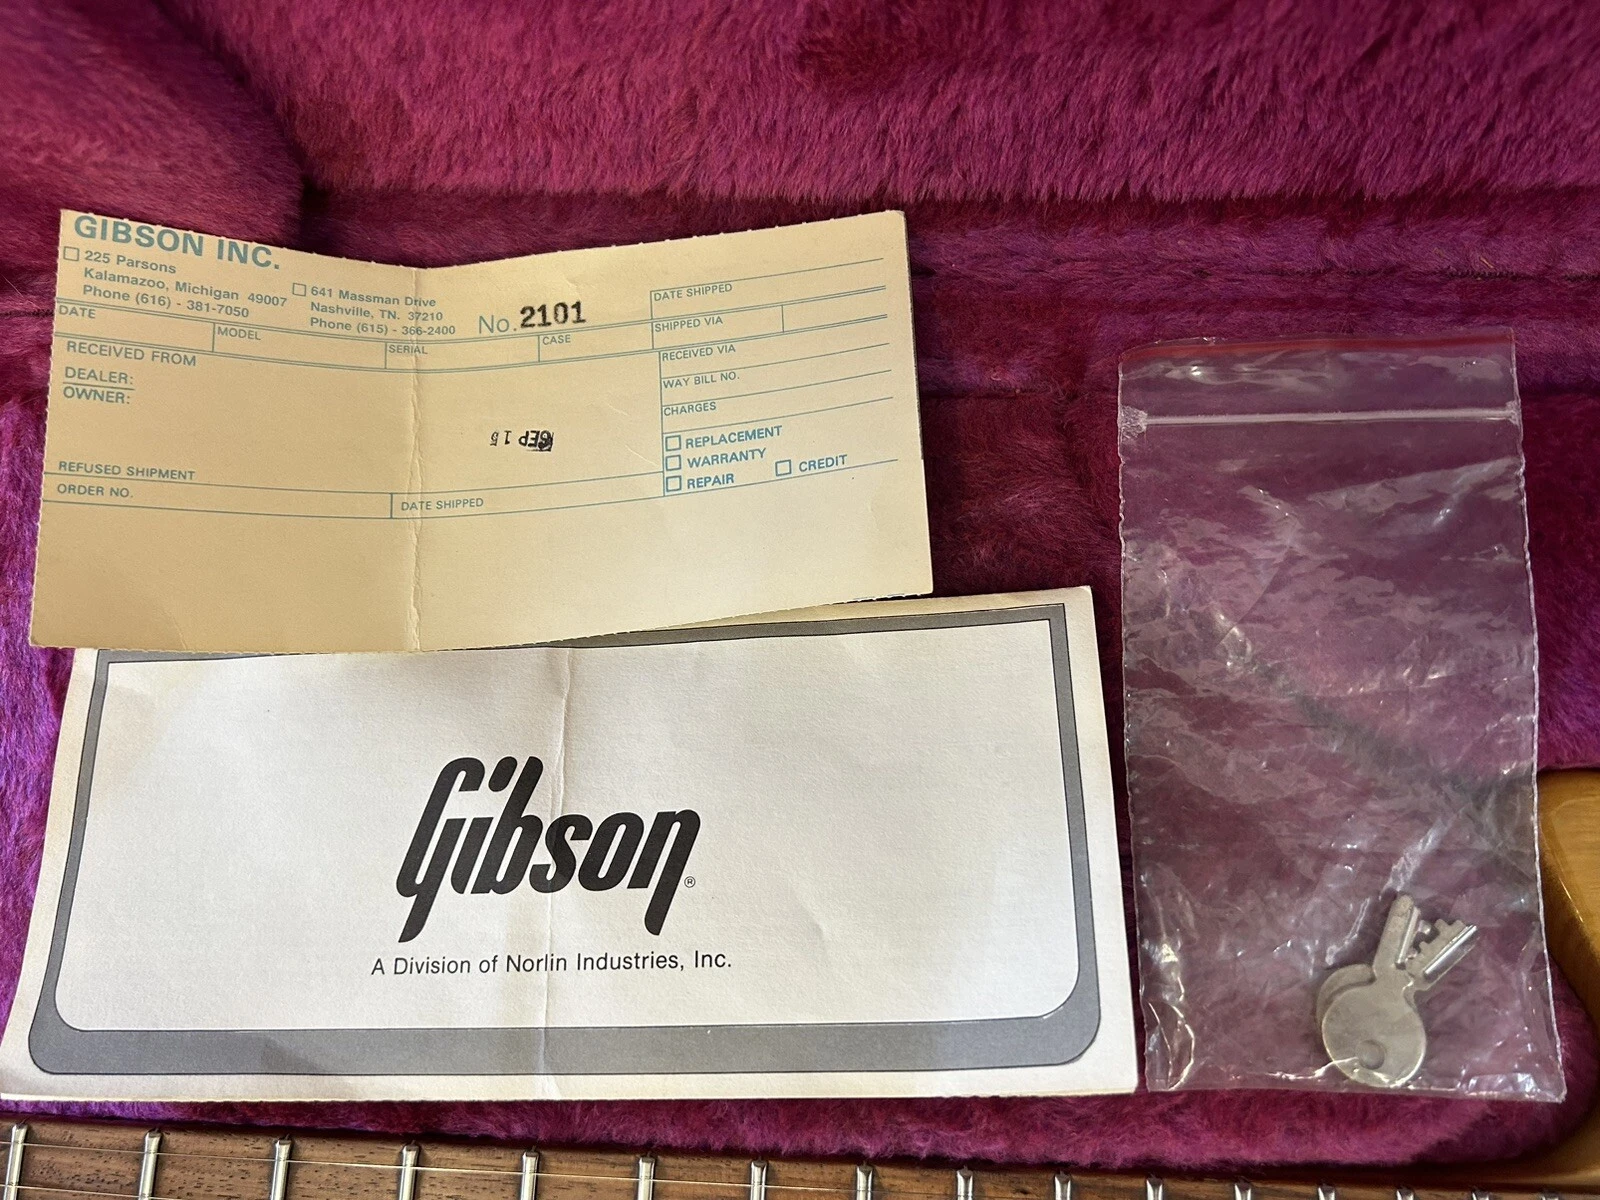 GIBSON INC.
225 Parsons
Kalamazoo, Michigan 49007
Phone (616) - 381-7050
641 Massman Drive
Nashville, TN. 37210
Phone (615) - 366-2400
No. 2101
DATE SHIPPED
SHIPPED VIA
DATE
MODEL
SERIAL
CASE
RECEIVED FROM
DEALER:
OWNER:
RECEIVED VIA
WAY BILL NO.
CHARGES
SEP 15
REPLACEMENT
WARRANTY
REPAIR
CREDIT
REFUSED SHIPMENT
ORDER NO.
DATE SHIPPED
Gibson®
A Division of Norlin Industries, Inc.